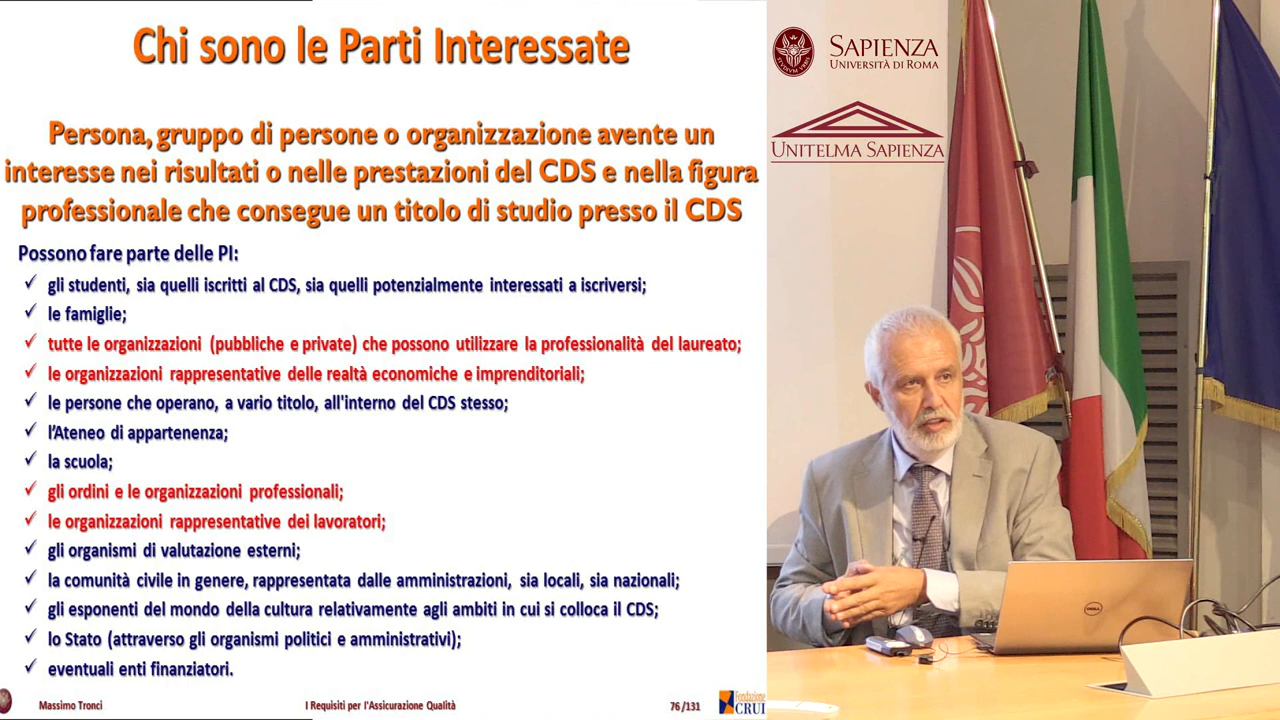 Chi sono le Parti Interessate
Persona, gruppo di persone o organizzazione avente un
interesse nei risultati o nelle prestazioni del CDS e nella figura
professionale che consegue un titolo di studio presso il CDS
Possono fare parte delle PI:
✓ gli studenti, sia quelli iscritti al CDS, sia quelli potenzialmente interessati a iscriversi;
✓ le famiglie;
✓ tutte le organizzazioni (pubbliche e private) che possono utilizzare la professionalità del laureato;
✓ le organizzazioni rappresentative delle realtà economiche e imprenditoriali;
✓ le persone che operano, a vario titolo, all'interno del CDS stesso;
✓ l'Ateneo di appartenenza;
✓ la scuola;
✓ gli ordini e le organizzazioni professionali;
✓ le organizzazioni rappresentative dei lavoratori;
✓ gli organismi di valutazione esterni;
✓ la comunità civile in genere, rappresentata dalle amministrazioni, sia locali, sia nazionali;
✓ gli esponenti del mondo della cultura relativamente agli ambiti in cui si colloca il CDS;
✓ lo Stato (attraverso gli organismi politici e amministrativi);
✓ eventuali enti finanziatori.
Massimo Tronci
I Requisiti per l'Assicurazione Qualità
76 /131
Fondazione
CRUI
SAPIENZA
UNIVERSITÀ DI ROMA
UNITELMA SAPIENZA
DELL